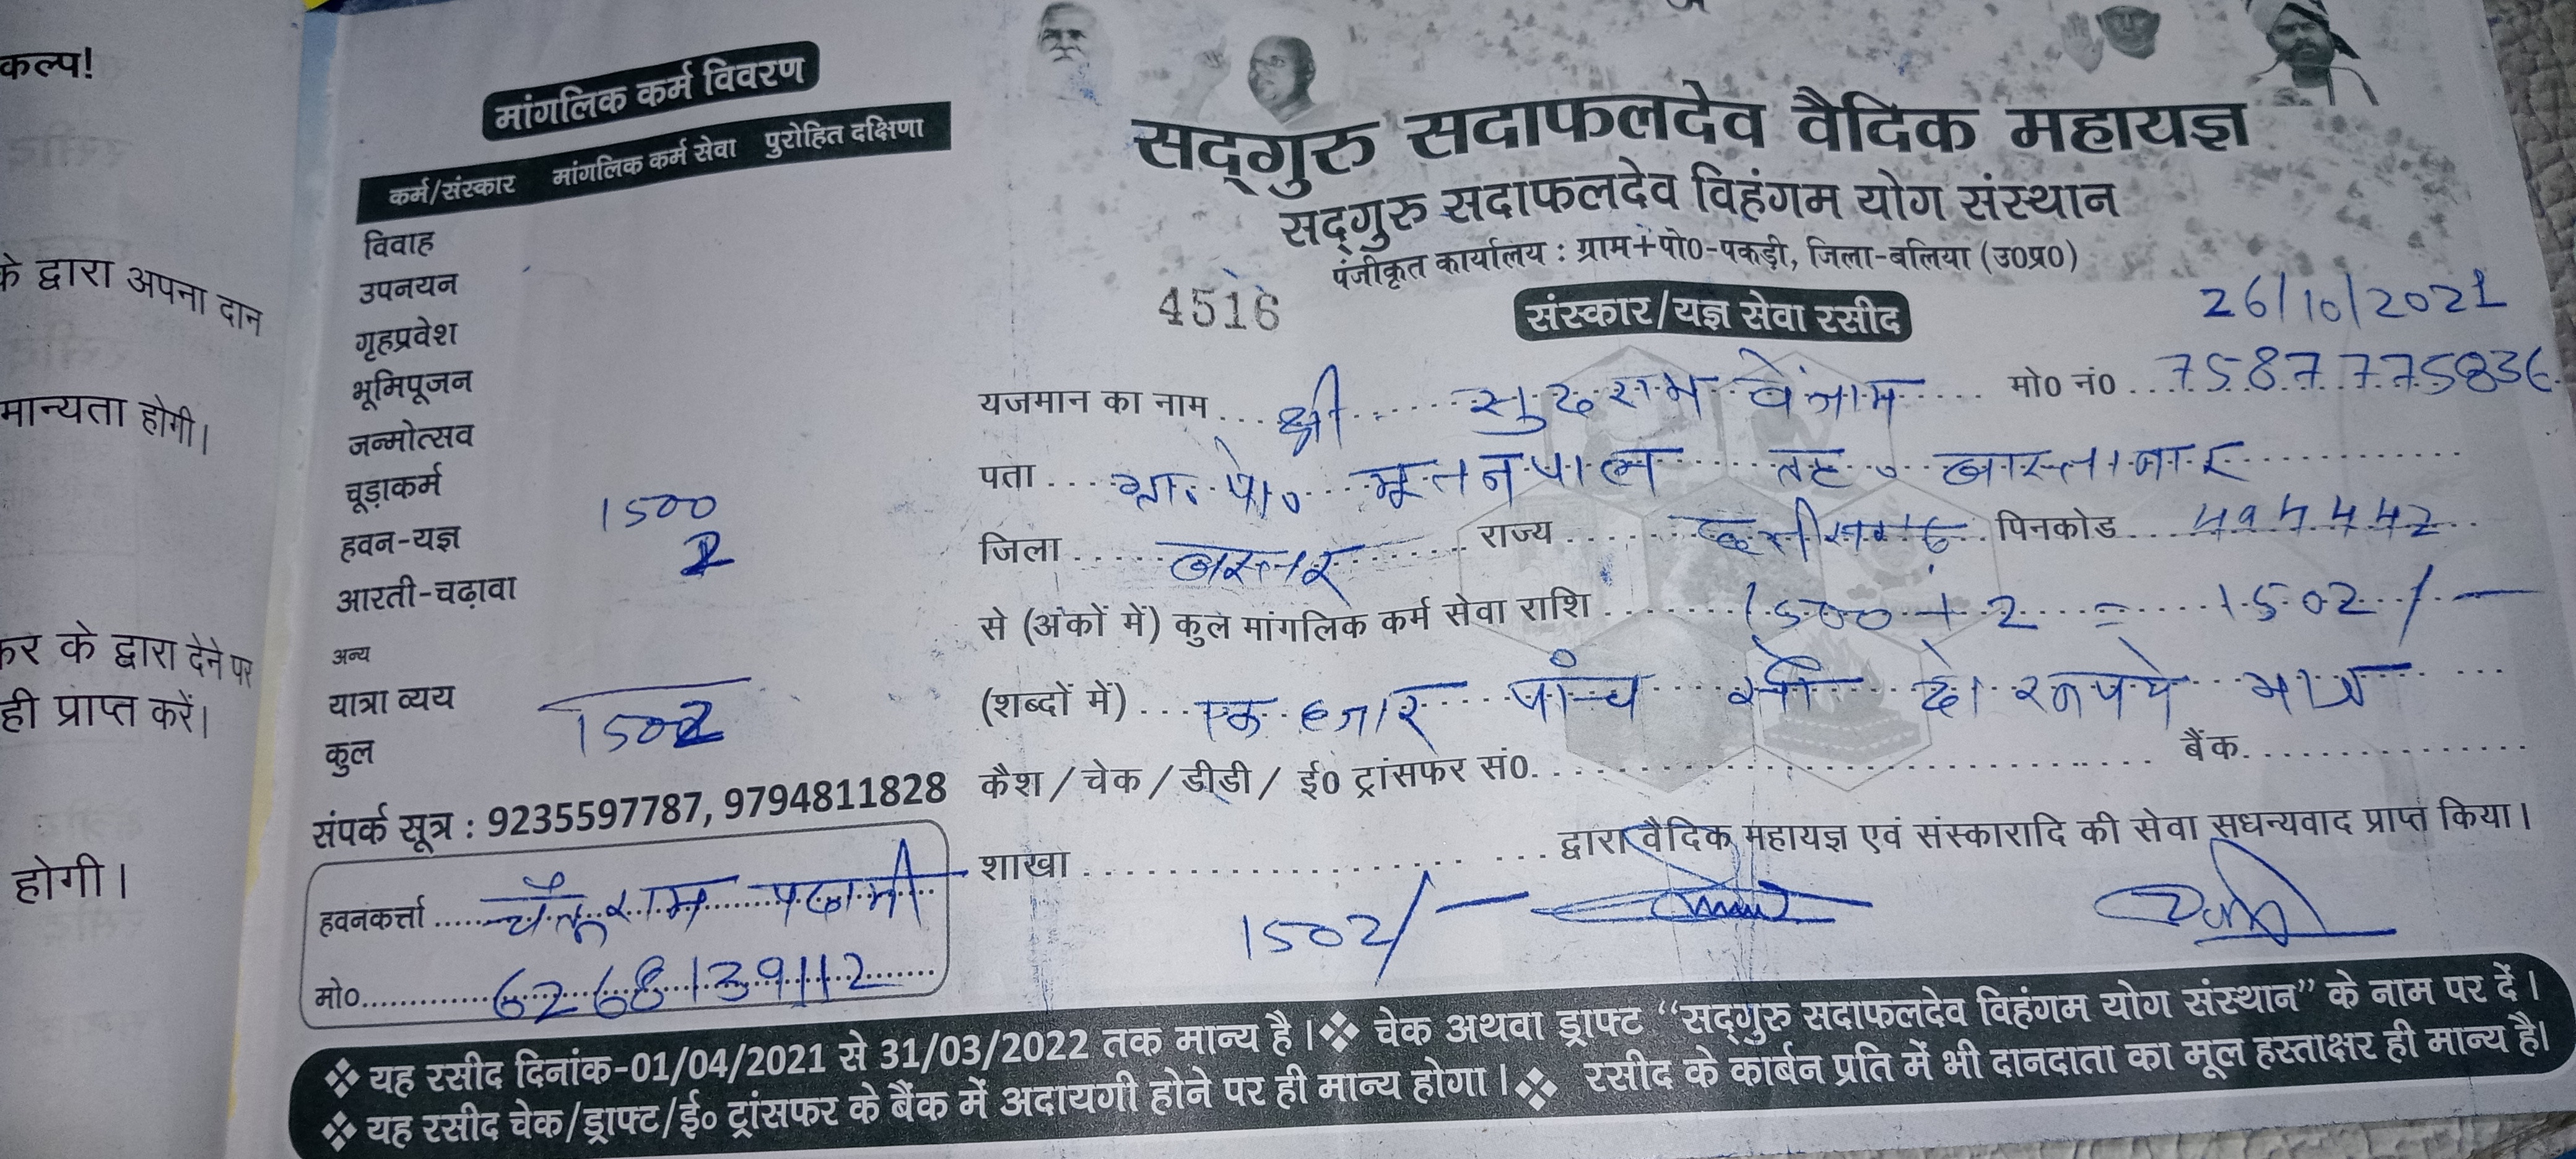 कल्प!
के द्वारा अपना दान
मान्यता होगी।
कर के द्वारा देने पर
ही प्राप्त करें।
होगी।
मांगलिक कर्म विवरण
कर्म/संस्कार मांगलिक कर्म सेवा पुरोहित दक्षिणा
विवाह
उपनयन
गृहप्रवेश
भूमिपूजन
जन्मोत्सव
चूड़ाकर्म
हवन-यज्ञ 1500
आरती-चढ़ावा 2
अन्य
यात्रा व्यय
कुल 1502
संपर्क सूत्र : 9235597787, 9794811828
हवनकर्त्ता ...... राम
मो०............. 6268139112
सद्गुरु सदाफलदेव वैदिक महायज्ञ
सद्गुरु सदाफलदेव विहंगम योग संस्थान
पंजीकृत कार्यालय : ग्राम+पो0-पकड़ी, जिला-बलिया (उ0प्र0)
4516 संस्कार/यज्ञ सेवा रसीद 26/10/2021
यजमान का नाम ... श्री ..... मो0 नं0 .. 7587775836
पता ... ग्रा. पो. मूतनपाल तह. बास्तानार
जिला .... बस्तर .... राज्य .... छत्तीसगढ़ पिनकोड .... 494442
से (अंकों में) कुल मांगलिक कर्म सेवा राशि ..... 1500 + 2 = 1502/-
(शब्दों में) ... एक हजार पांच सौ दो रूपये मात्र
कैश / चेक / डीडी / ई0 ट्रांसफर सं0. ..... बैंक.....
शाखा ..... द्वारा वैदिक महायज्ञ एवं संस्कारादि की सेवा सधन्यवाद प्राप्त किया।
1502/-
❖ यह रसीद दिनांक-01/04/2021 से 31/03/2022 तक मान्य है। ❖ चेक अथवा ड्राफ्ट "सद्गुरु सदाफलदेव विहंगम योग संस्थान" के नाम पर दें।
❖ यह रसीद चेक/ड्राफ्ट/ई० ट्रांसफर के बैंक में अदायगी होने पर ही मान्य होगा। ❖ रसीद के कार्बन प्रति में भी दानदाता का मूल हस्ताक्षर ही मान्य है।